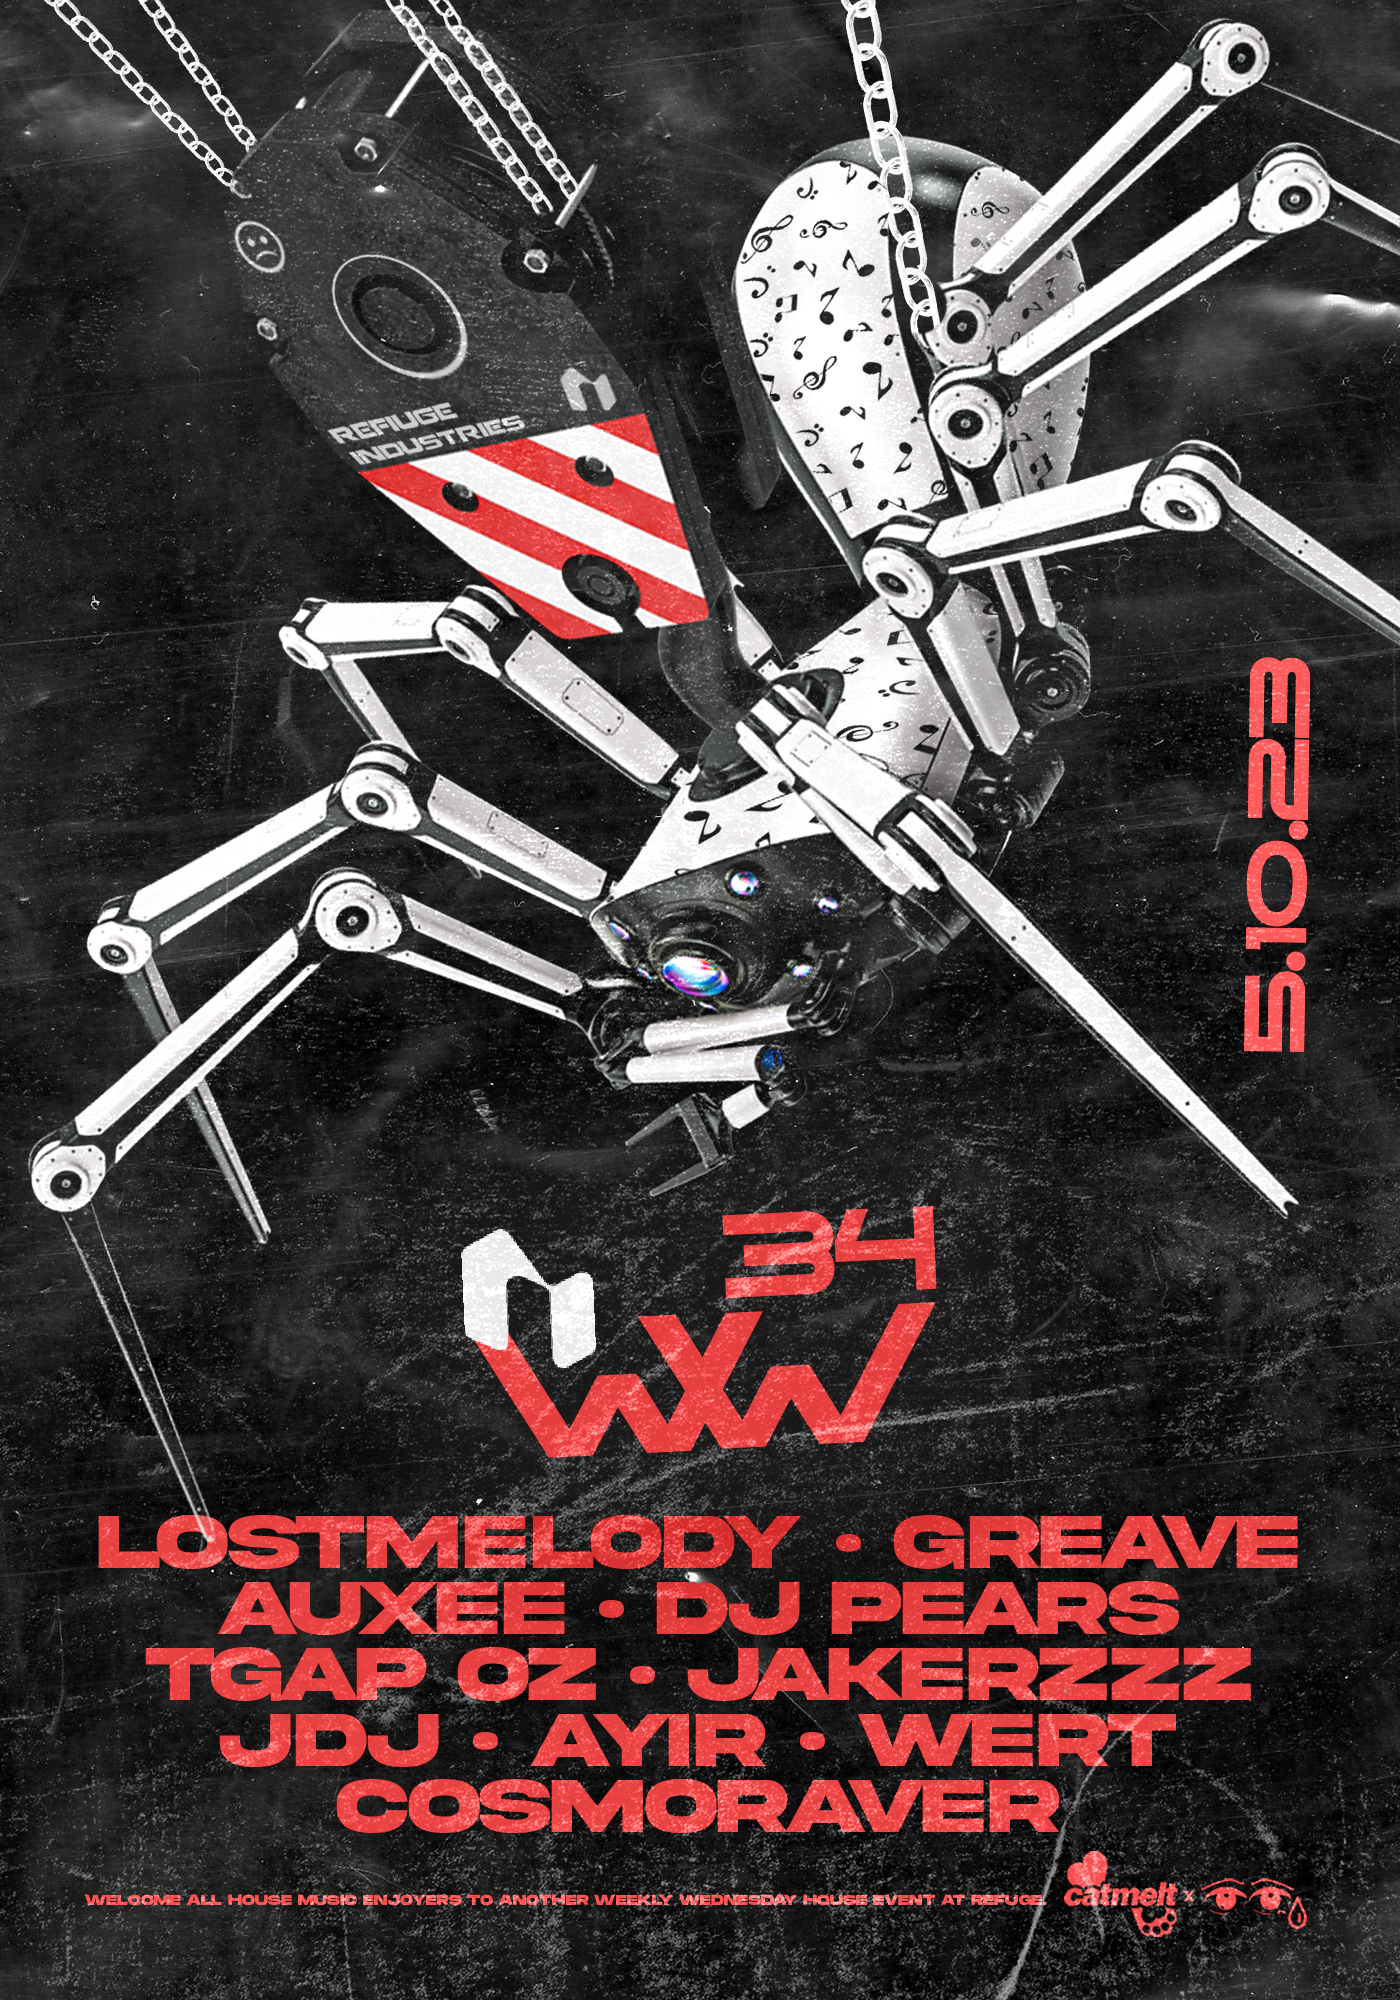 REFUGE
INDUSTRIES
5.10.23
34
WXW
LOSTMELODY • GREAVE
AUXEE • DJ PEARS
TGAP OZ • JAKERZZZ
JDJ • AYIR • WERT
COSMORAVER
WELCOME ALL HOUSE MUSIC ENJOYERS TO ANOTHER WEEKLY WEDNESDAY HOUSE EVENT AT REFUGE.
catmelt x